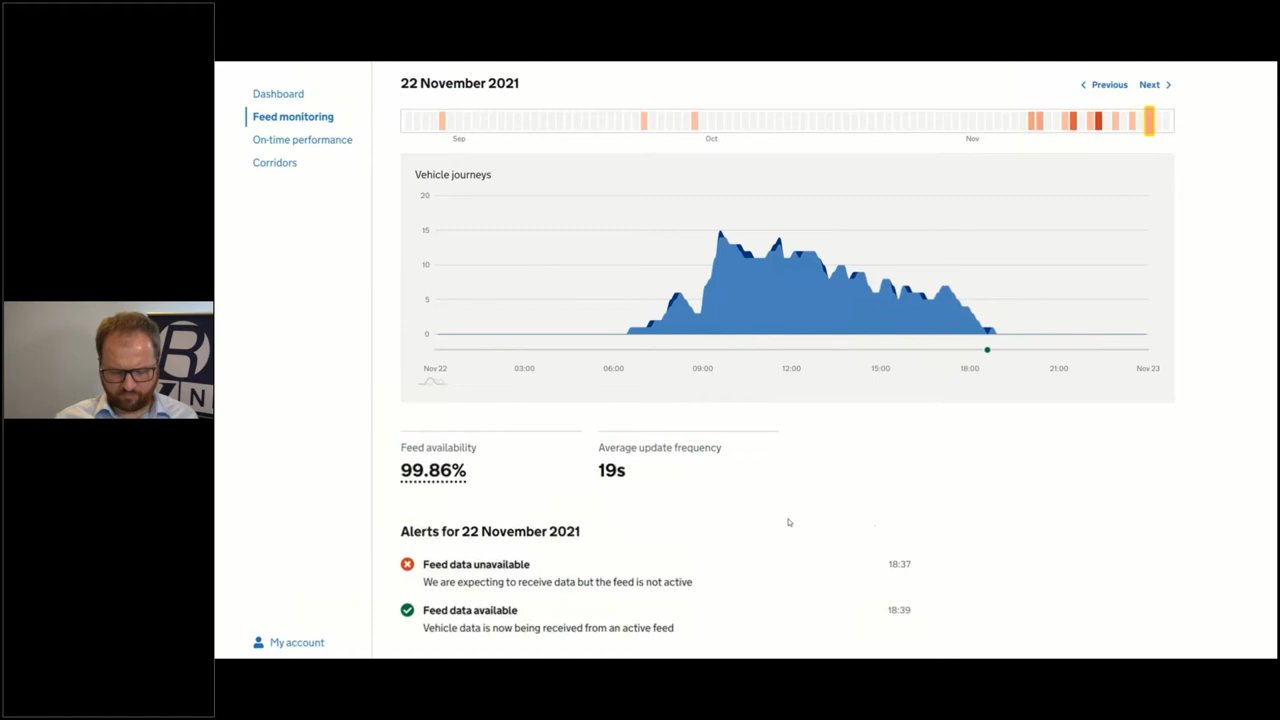 22 November 2021
Previous Next
Dashboard
Feed monitoring
On-time performance
Corridors
Sep Oct Nov
Vehicle journeys
20
15
10
5
0
Nov 22 03:00 06:00 09:00 12:00 15:00 18:00 21:00 Nov 23
Feed availability Average update frequency
99.86% 19s
Alerts for 22 November 2021
Feed data unavailable 18:37
We are expecting to receive data but the feed is not active
Feed data available 18:39
Vehicle data is now being received from an active feed
My account
R
N